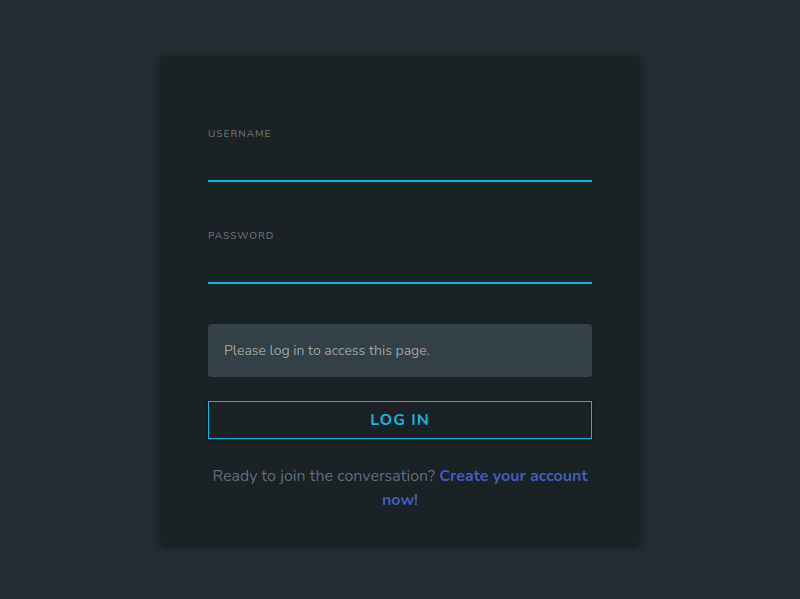 USERNAME
PASSWORD
Please log in to access this page.
LOG IN
Ready to join the conversation? Create your account
now!